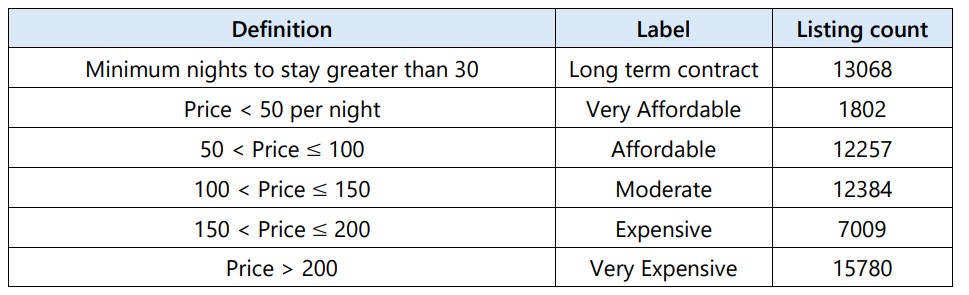 Definition Label Listing count
Minimum nights to stay greater than 30 Long term contract 13068
Price < 50 per night Very Affordable 1802
50 < Price ≤ 100 Affordable 12257
100 < Price ≤ 150 Moderate 12384
150 < Price ≤ 200 Expensive 7009
Price > 200 Very Expensive 15780